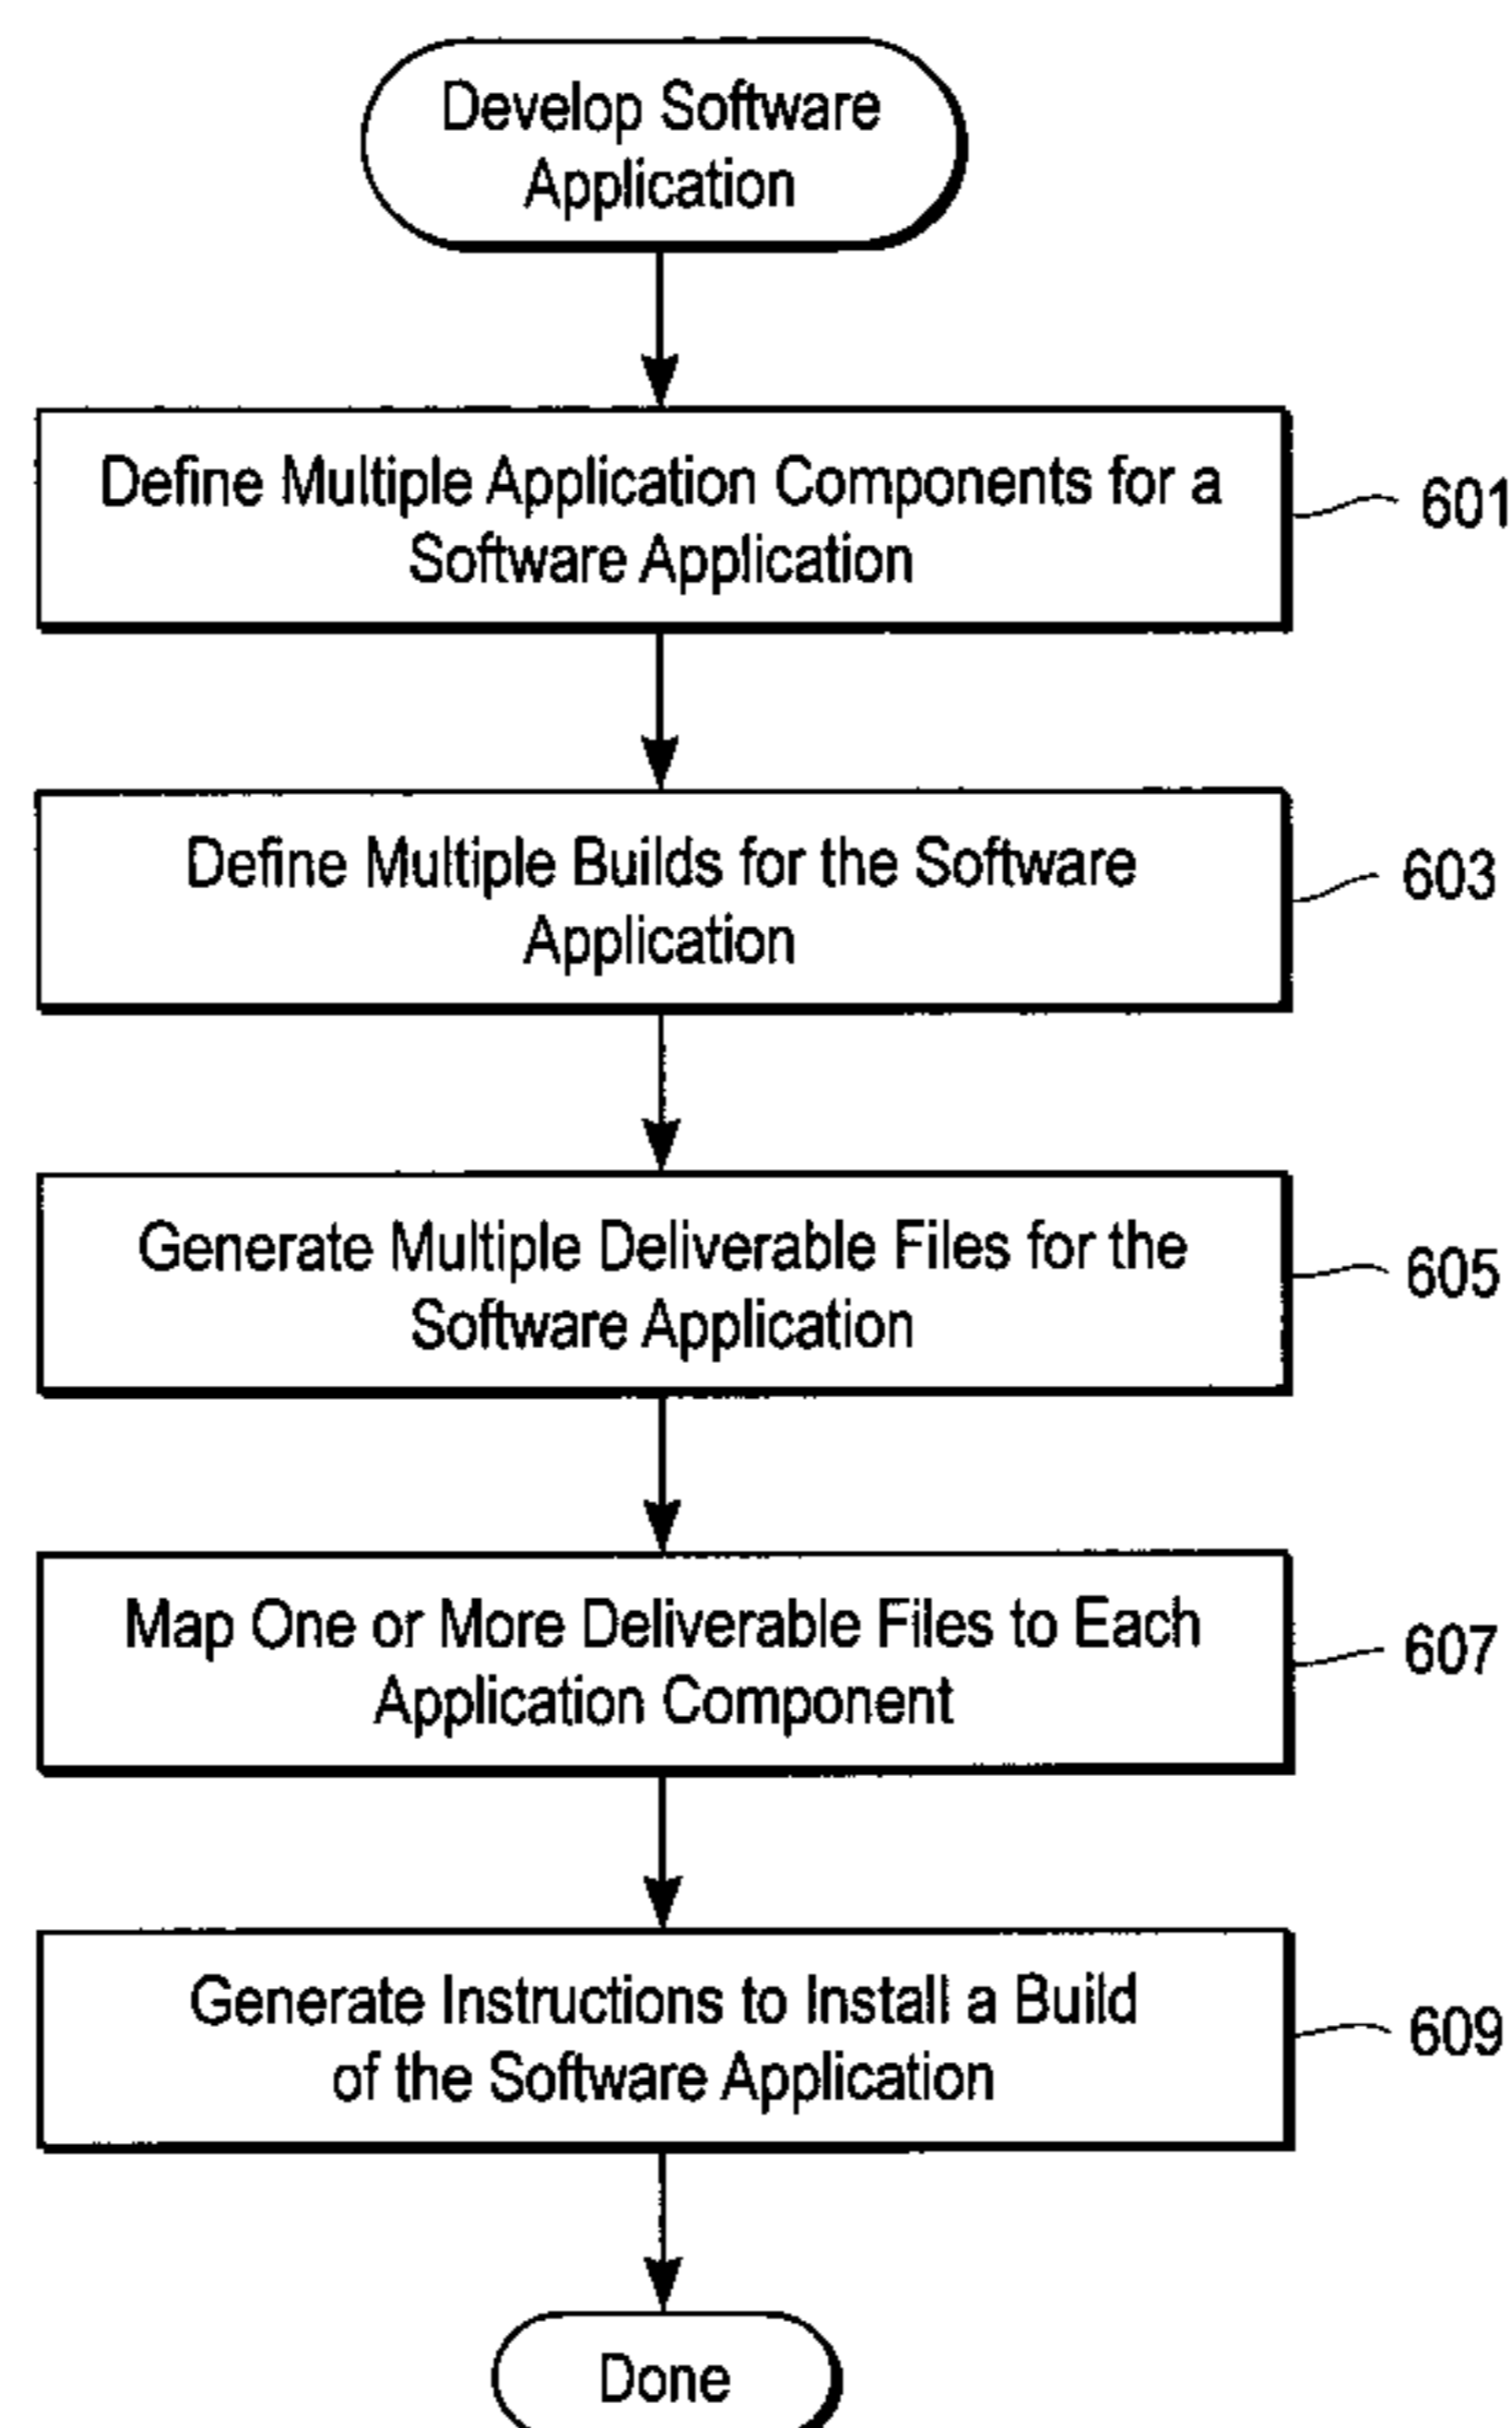 Develop Software
Application
Define Multiple Application Components for a
Software Application
601
Define Multiple Builds for the Software
Application
603
Generate Multiple Deliverable Files for the
Software Application
605
Map One or More Deliverable Files to Each
Application Component
607
Generate Instructions to Install a Build
of the Software Application
609
Done